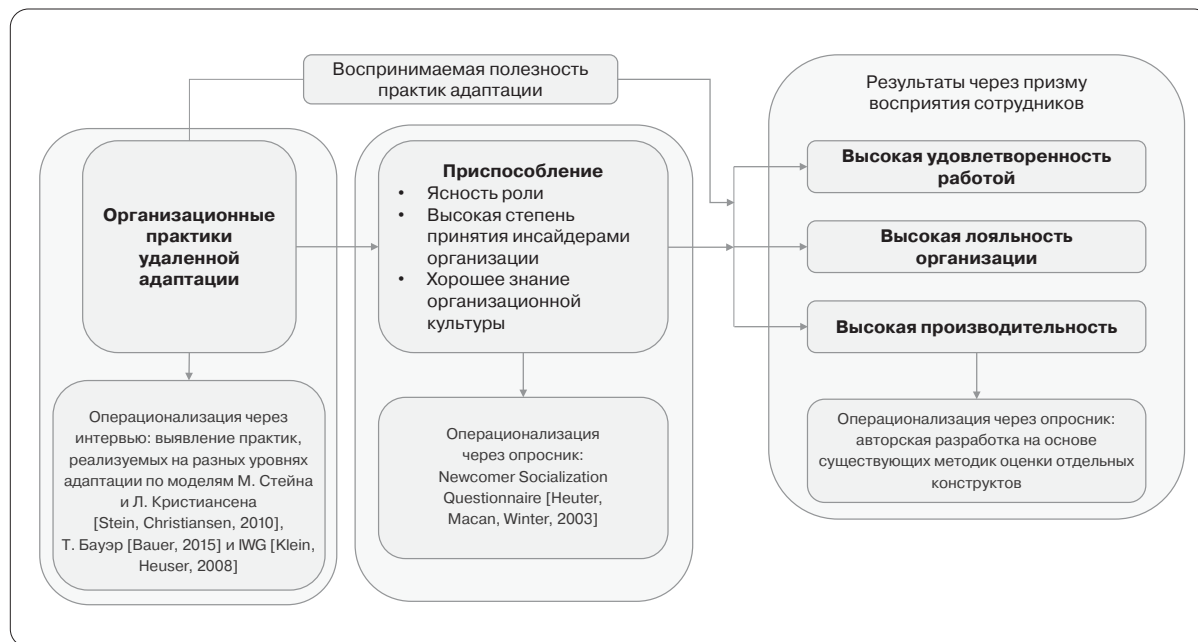 Воспринимаемая полезность
практик адаптации
Организационные
практики
удаленной
адаптации
Операционализация через
интервью: выявление практик,
реализуемых на разных уровнях
адаптации по моделям М. Стейна
и Л. Кристиансена
[Stein, Christiansen, 2010],
Т. Бауэр [Bauer, 2015] и IWG [Klein,
Heuser, 2008]
Приспособление
• Ясность роли
• Высокая степень
принятия инсайдерами
организации
• Хорошее знание
организационной
культуры
Операционализация
через опросник:
Newcomer Socialization
Questionnaire [Heuter,
Macan, Winter, 2003]
Результаты через призму
восприятия сотрудников
Высокая удовлетворенность
работой
Высокая лояльность
организации
Высокая производительность
Операционализация через опросник:
авторская разработка на основе
существующих методик оценки отдельных
конструктов